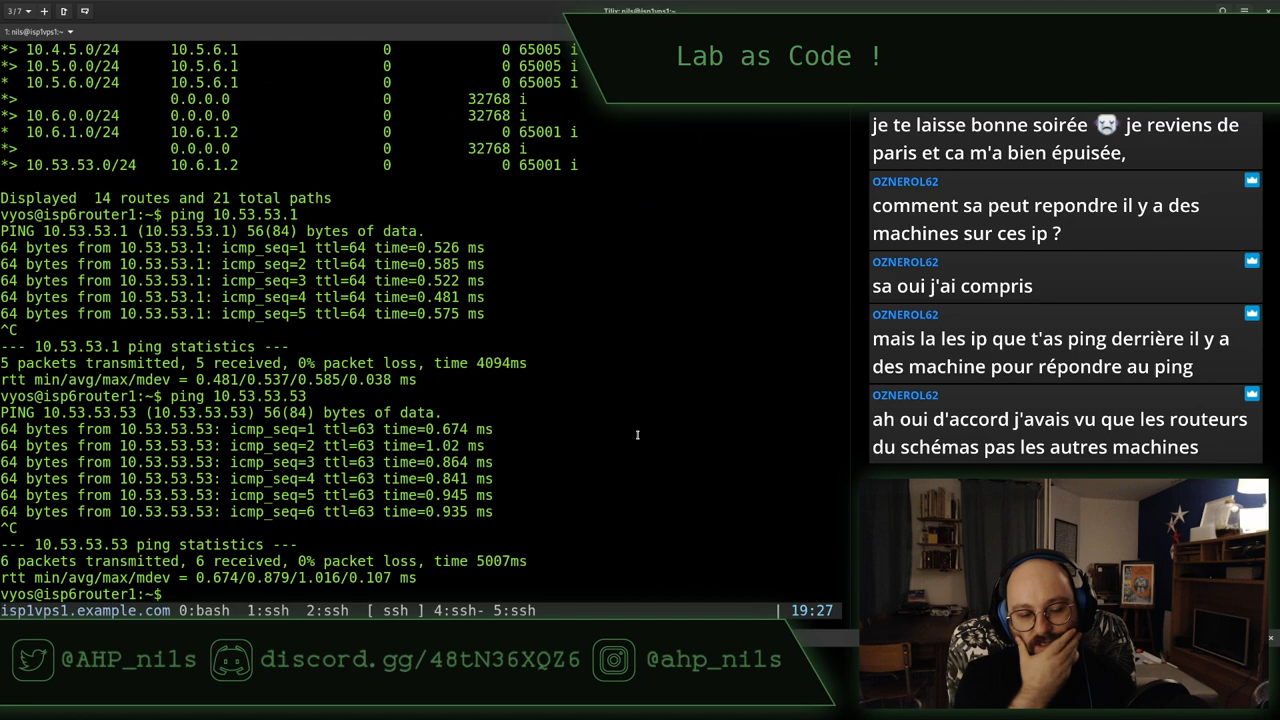 3/7
Tilix: nils@isp1vps1:~
1: nils@isp1vps1:~
Lab as Code !
*> 10.4.5.0/24 10.5.6.1 0 0 65005 i
*> 10.5.0.0/24 10.5.6.1 0 0 65005 i
* 10.5.6.0/24 10.5.6.1 0 0 65005 i
*> 0.0.0.0 0 32768 i
*> 10.6.0.0/24 0.0.0.0 0 32768 i
* 10.6.1.0/24 10.6.1.2 0 0 65001 i
*> 0.0.0.0 0 32768 i
*> 10.53.53.0/24 10.6.1.2 0 0 65001 i
Displayed 14 routes and 21 total paths
vyos@isp6router1:~$ ping 10.53.53.1
PING 10.53.53.1 (10.53.53.1) 56(84) bytes of data.
64 bytes from 10.53.53.1: icmp_seq=1 ttl=64 time=0.526 ms
64 bytes from 10.53.53.1: icmp_seq=2 ttl=64 time=0.585 ms
64 bytes from 10.53.53.1: icmp_seq=3 ttl=64 time=0.522 ms
64 bytes from 10.53.53.1: icmp_seq=4 ttl=64 time=0.481 ms
64 bytes from 10.53.53.1: icmp_seq=5 ttl=64 time=0.575 ms
^C
--- 10.53.53.1 ping statistics ---
5 packets transmitted, 5 received, 0% packet loss, time 4094ms
rtt min/avg/max/mdev = 0.481/0.537/0.585/0.038 ms
vyos@isp6router1:~$ ping 10.53.53.53
PING 10.53.53.53 (10.53.53.53) 56(84) bytes of data.
64 bytes from 10.53.53.53: icmp_seq=1 ttl=63 time=0.674 ms
64 bytes from 10.53.53.53: icmp_seq=2 ttl=63 time=1.02 ms
64 bytes from 10.53.53.53: icmp_seq=3 ttl=63 time=0.864 ms
64 bytes from 10.53.53.53: icmp_seq=4 ttl=63 time=0.841 ms
64 bytes from 10.53.53.53: icmp_seq=5 ttl=63 time=0.945 ms
64 bytes from 10.53.53.53: icmp_seq=6 ttl=63 time=0.935 ms
^C
--- 10.53.53.53 ping statistics ---
6 packets transmitted, 6 received, 0% packet loss, time 5007ms
rtt min/avg/max/mdev = 0.674/0.879/1.016/0.107 ms
vyos@isp6router1:~$
isp1vps1.example.com 0:bash 1:ssh 2:ssh [ ssh ] 4:ssh- 5:ssh | 19:27
je te laisse bonne soirée je reviens de
paris et ca m'a bien épuisée,
OZNEROL62
comment sa peut repondre il y a des
machines sur ces ip ?
OZNEROL62
sa oui j'ai compris
OZNEROL62
mais la les ip que t'as ping derrière il y a
des machine pour répondre au ping
OZNEROL62
ah oui d'accord j'avais vu que les routeurs
du schémas pas les autres machines
@AHP_nils discord.gg/48tN36XQZ6 @ahp_nils